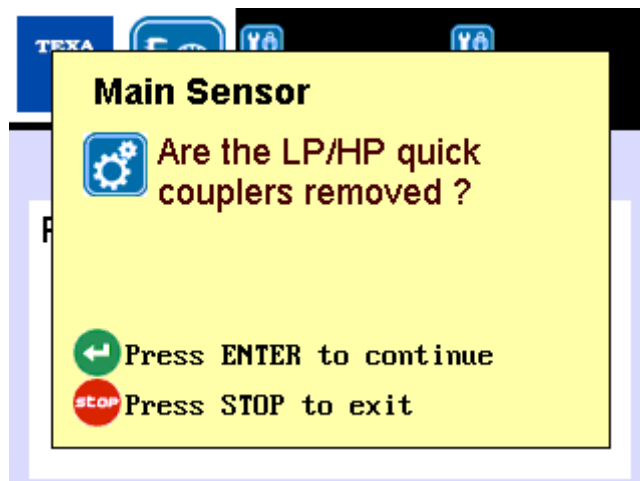 TEXA
Main Sensor
Are the LP/HP quick
couplers removed ?
Press ENTER to continue
stop Press STOP to exit